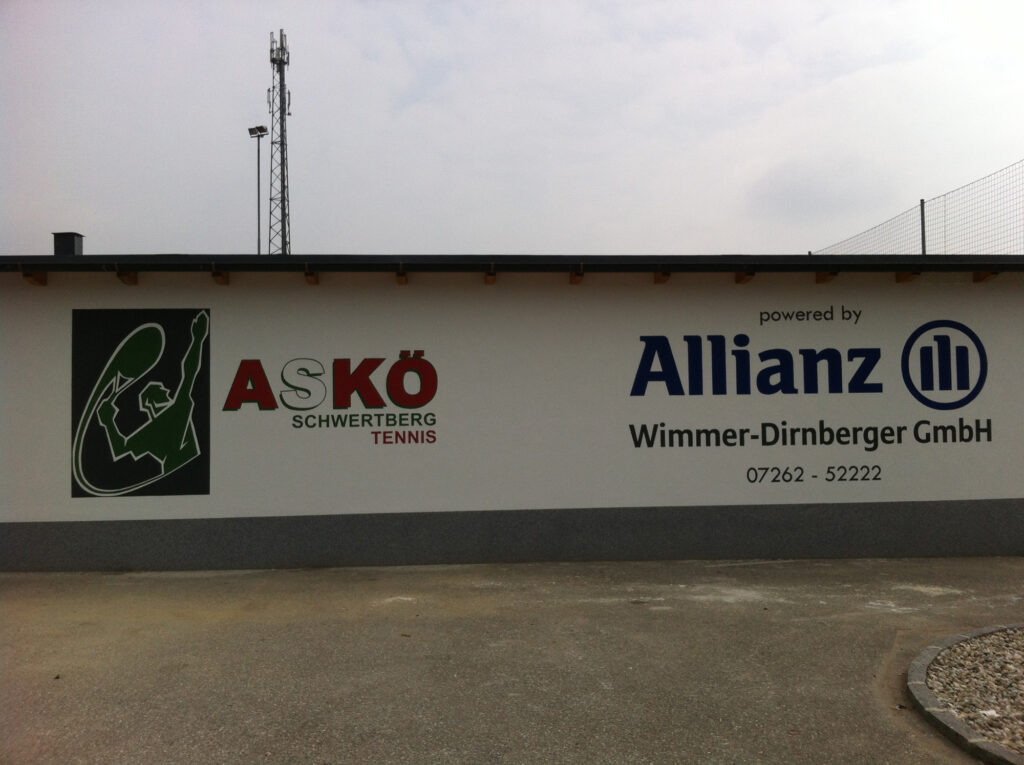 ASKÖ
SCHWERTBERG
TENNIS
powered by
Allianz
Wimmer-Dirnberger GmbH
07262 - 52222